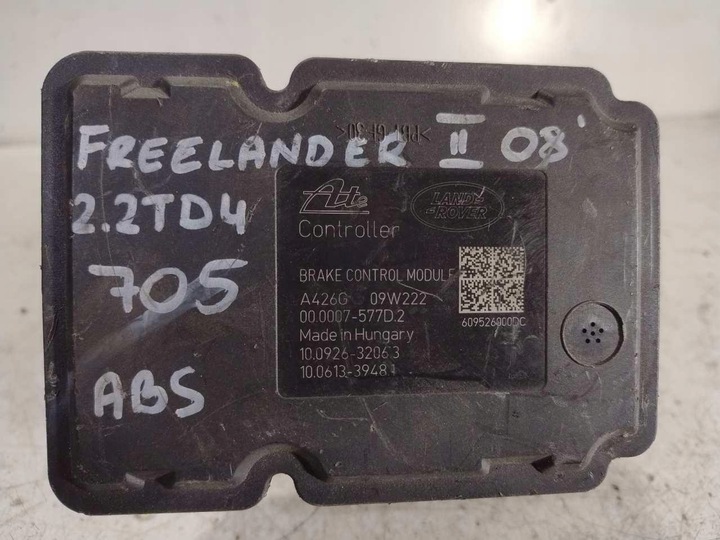 FREELANDER II 08'
2.2TD4
705
ABS
Ate
LAND-
-ROVER
Controller
BRAKE CONTROL MODULE
A426G 09W222
00.0007-577D.2
Made in Hungary
10.0926-3206.3
10.0613-3948.1
609526000DC